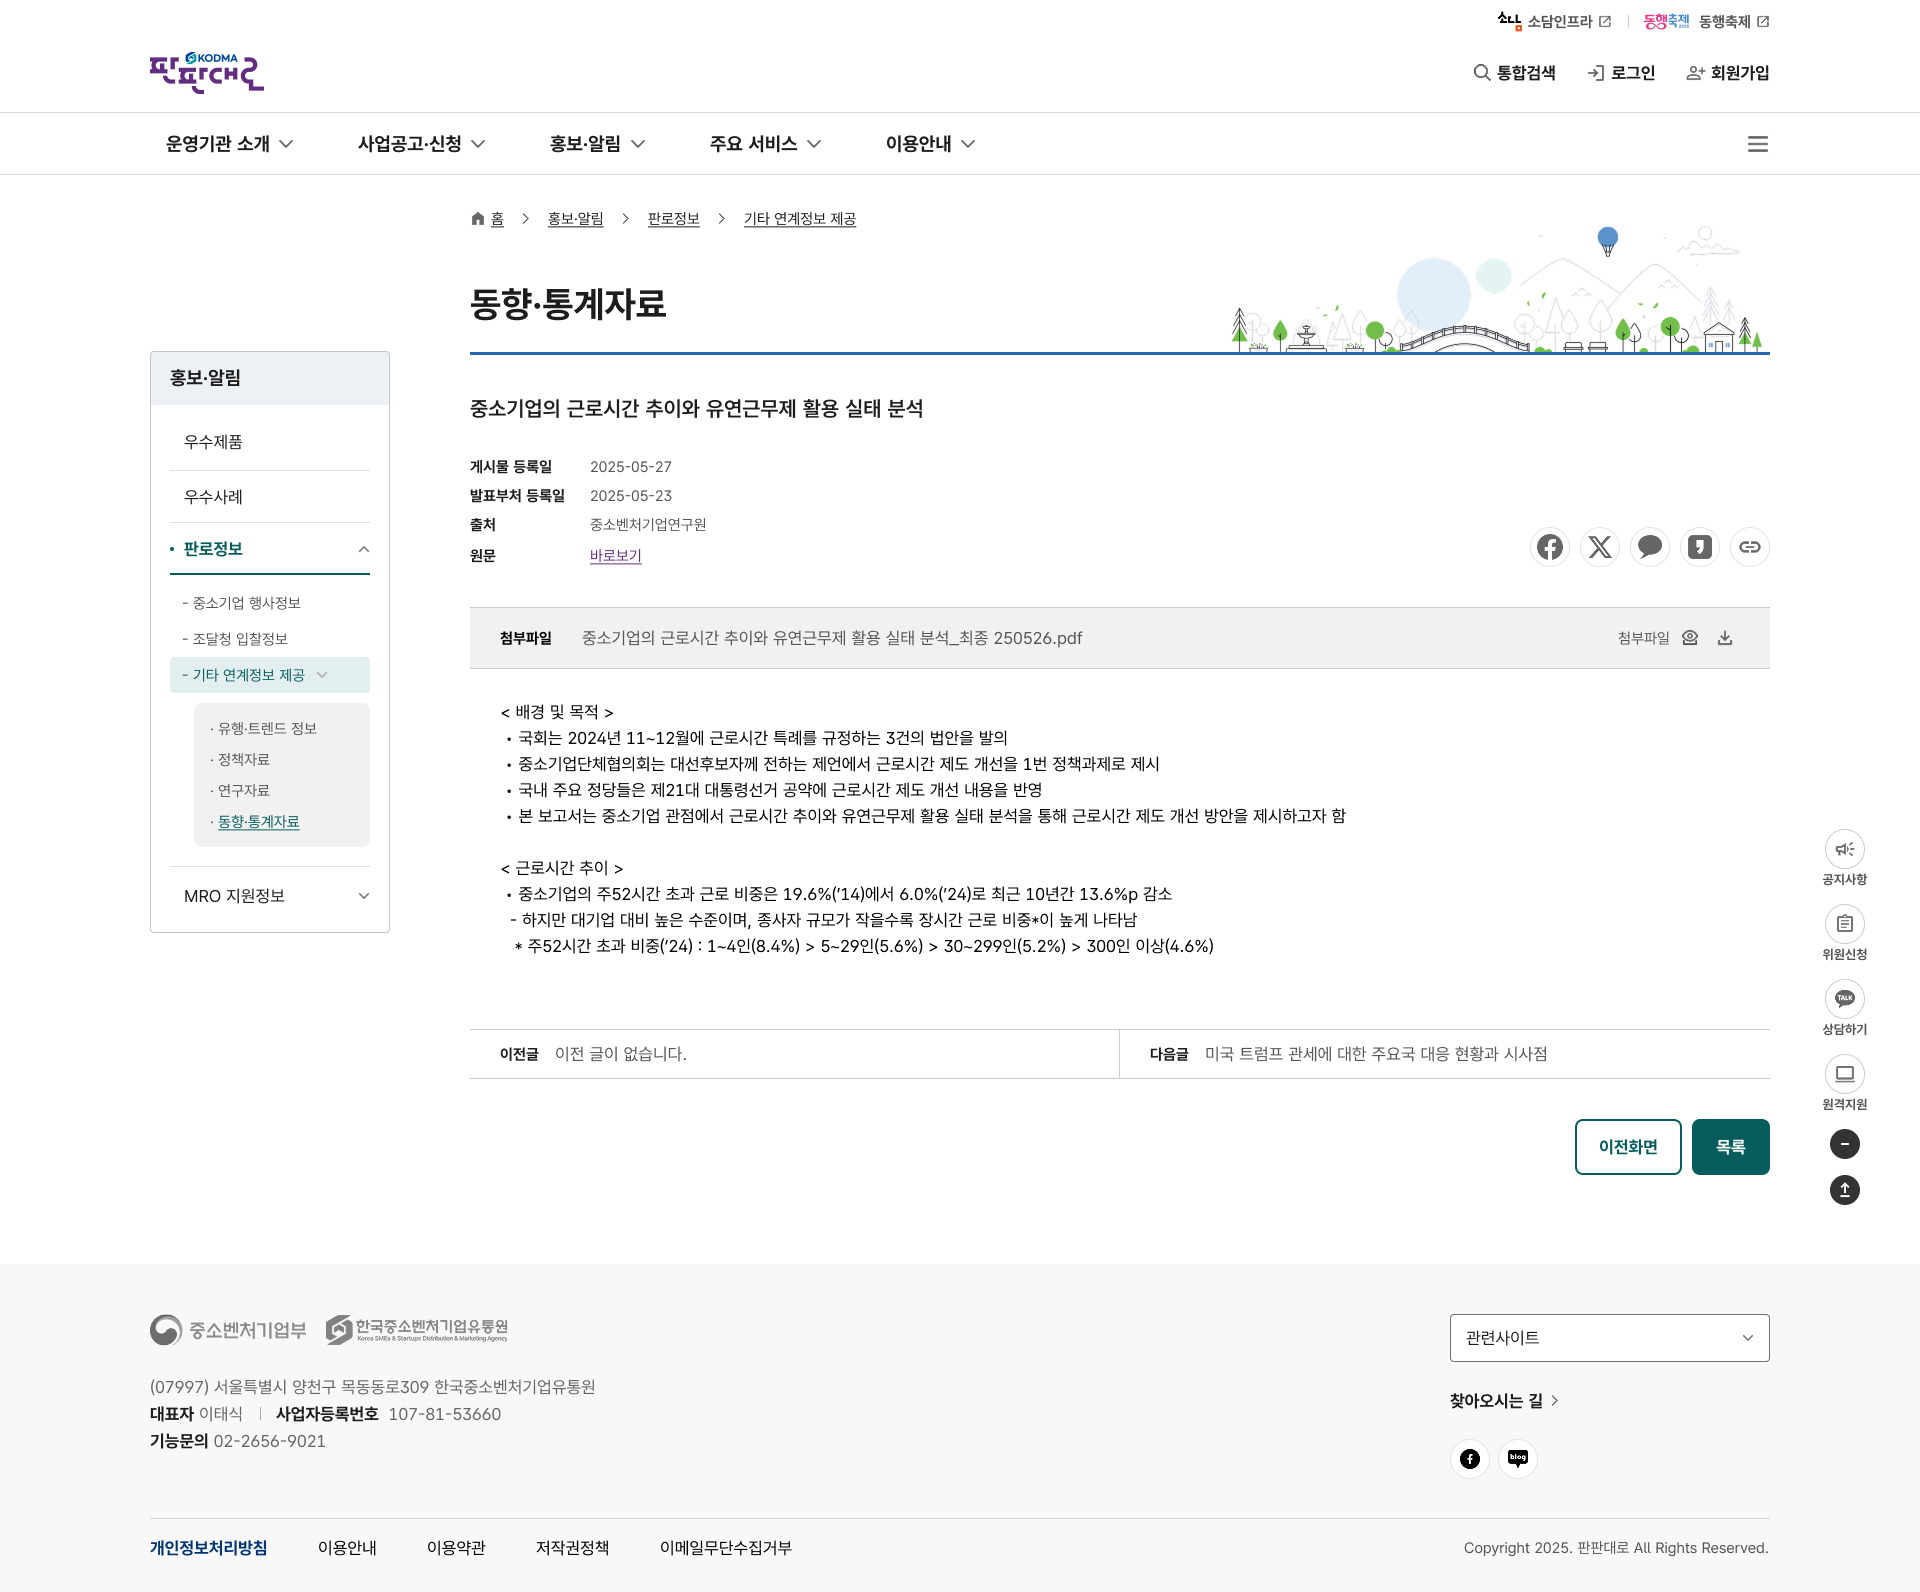 소담인프라
동행축제 2025 동행축제
KODMA
판판대로
통합검색
로그인
회원가입
운영기관 소개
사업공고·신청
홍보·알림
주요 서비스
이용안내
홈
홍보·알림
판로정보
기타 연계정보 제공
동향·통계자료
홍보·알림
우수제품
우수사례
판로정보
- 중소기업 행사정보
- 조달청 입찰정보
- 기타 연계정보 제공
· 유행·트렌드 정보
· 정책자료
· 연구자료
· 동향·통계자료
MRO 지원정보
중소기업의 근로시간 추이와 유연근무제 활용 실태 분석
게시물 등록일 2025-05-27
발표부처 등록일 2025-05-23
출처 중소벤처기업연구원
원문 바로보기
첨부파일 중소기업의 근로시간 추이와 유연근무제 활용 실태 분석_최종 250526.pdf 첨부파일
< 배경 및 목적 >
• 국회는 2024년 11~12월에 근로시간 특례를 규정하는 3건의 법안을 발의
• 중소기업단체협의회는 대선후보자께 전하는 제언에서 근로시간 제도 개선을 1번 정책과제로 제시
• 국내 주요 정당들은 제21대 대통령선거 공약에 근로시간 제도 개선 내용을 반영
• 본 보고서는 중소기업 관점에서 근로시간 추이와 유연근무제 활용 실태 분석을 통해 근로시간 제도 개선 방안을 제시하고자 함
< 근로시간 추이 >
• 중소기업의 주52시간 초과 근로 비중은 19.6%(’14)에서 6.0%(’24)로 최근 10년간 13.6%p 감소
- 하지만 대기업 대비 높은 수준이며, 종사자 규모가 작을수록 장시간 근로 비중*이 높게 나타남
* 주52시간 초과 비중(’24) : 1~4인(8.4%) > 5~29인(5.6%) > 30~299인(5.2%) > 300인 이상(4.6%)
이전글 이전 글이 없습니다.
다음글 미국 트럼프 관세에 대한 주요국 대응 현황과 시사점
이전화면
목록
공지사항
위원신청
TALK
상담하기
원격지원
중소벤처기업부
한국중소벤처기업유통원
Korea SMEs & Startups Distribution & Marketing Agency
(07997) 서울특별시 양천구 목동동로309 한국중소벤처기업유통원
대표자 이태식 사업자등록번호 107-81-53660
기능문의 02-2656-9021
관련사이트
찾아오시는 길
blog
개인정보처리방침
이용안내
이용약관
저작권정책
이메일무단수집거부
Copyright 2025. 판판대로 All Rights Reserved.